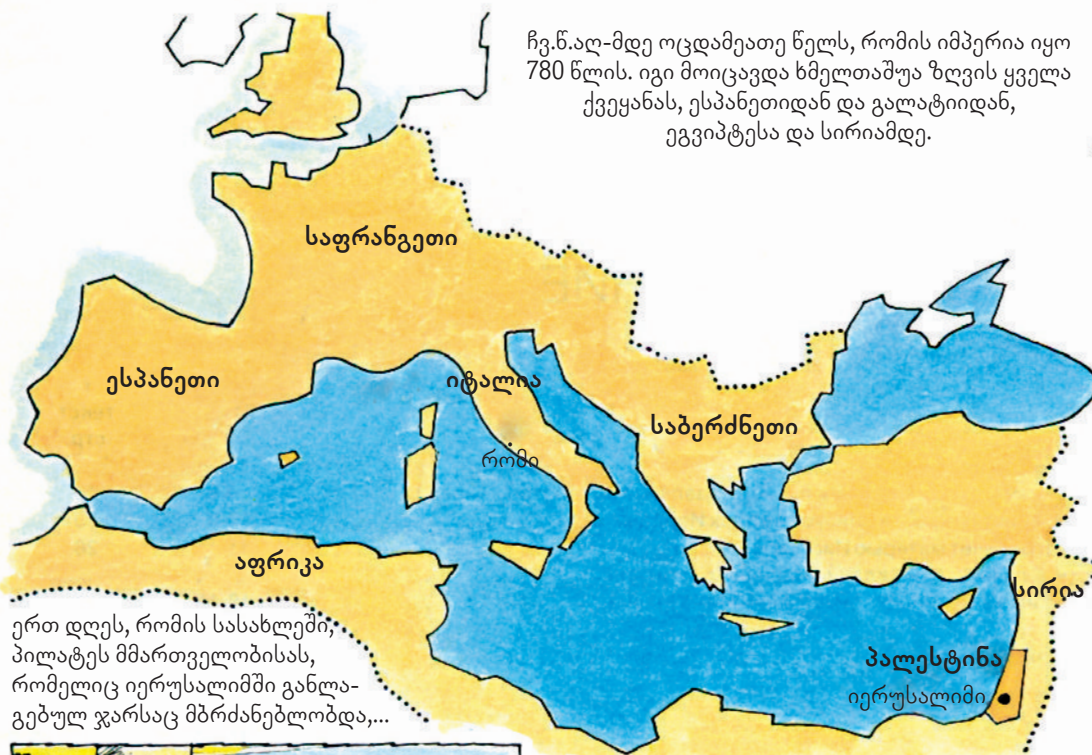 ჩვ.წ.აღ-მდე ოცდამეათე წელს, რომის იმპერია იყო
780 წლის. იგი მოიცავდა ხმელთაშუა ზღვის ყველა
ქვეყანას, ესპანეთიდან და გალატიიდან,
ეგვიპტესა და სირიამდე.
საფრანგეთი
ესპანეთი
იტალია
საბერძნეთი
რომი
აფრიკა
სირია
პალესტინა
იერუსალიმი
ერთ დღეს, რომის სასახლეში,
პილატეს მმართველობისას,
რომელიც იერუსალიმში განლა-
გებულ ჯარსაც მბრძანებლობდა,...